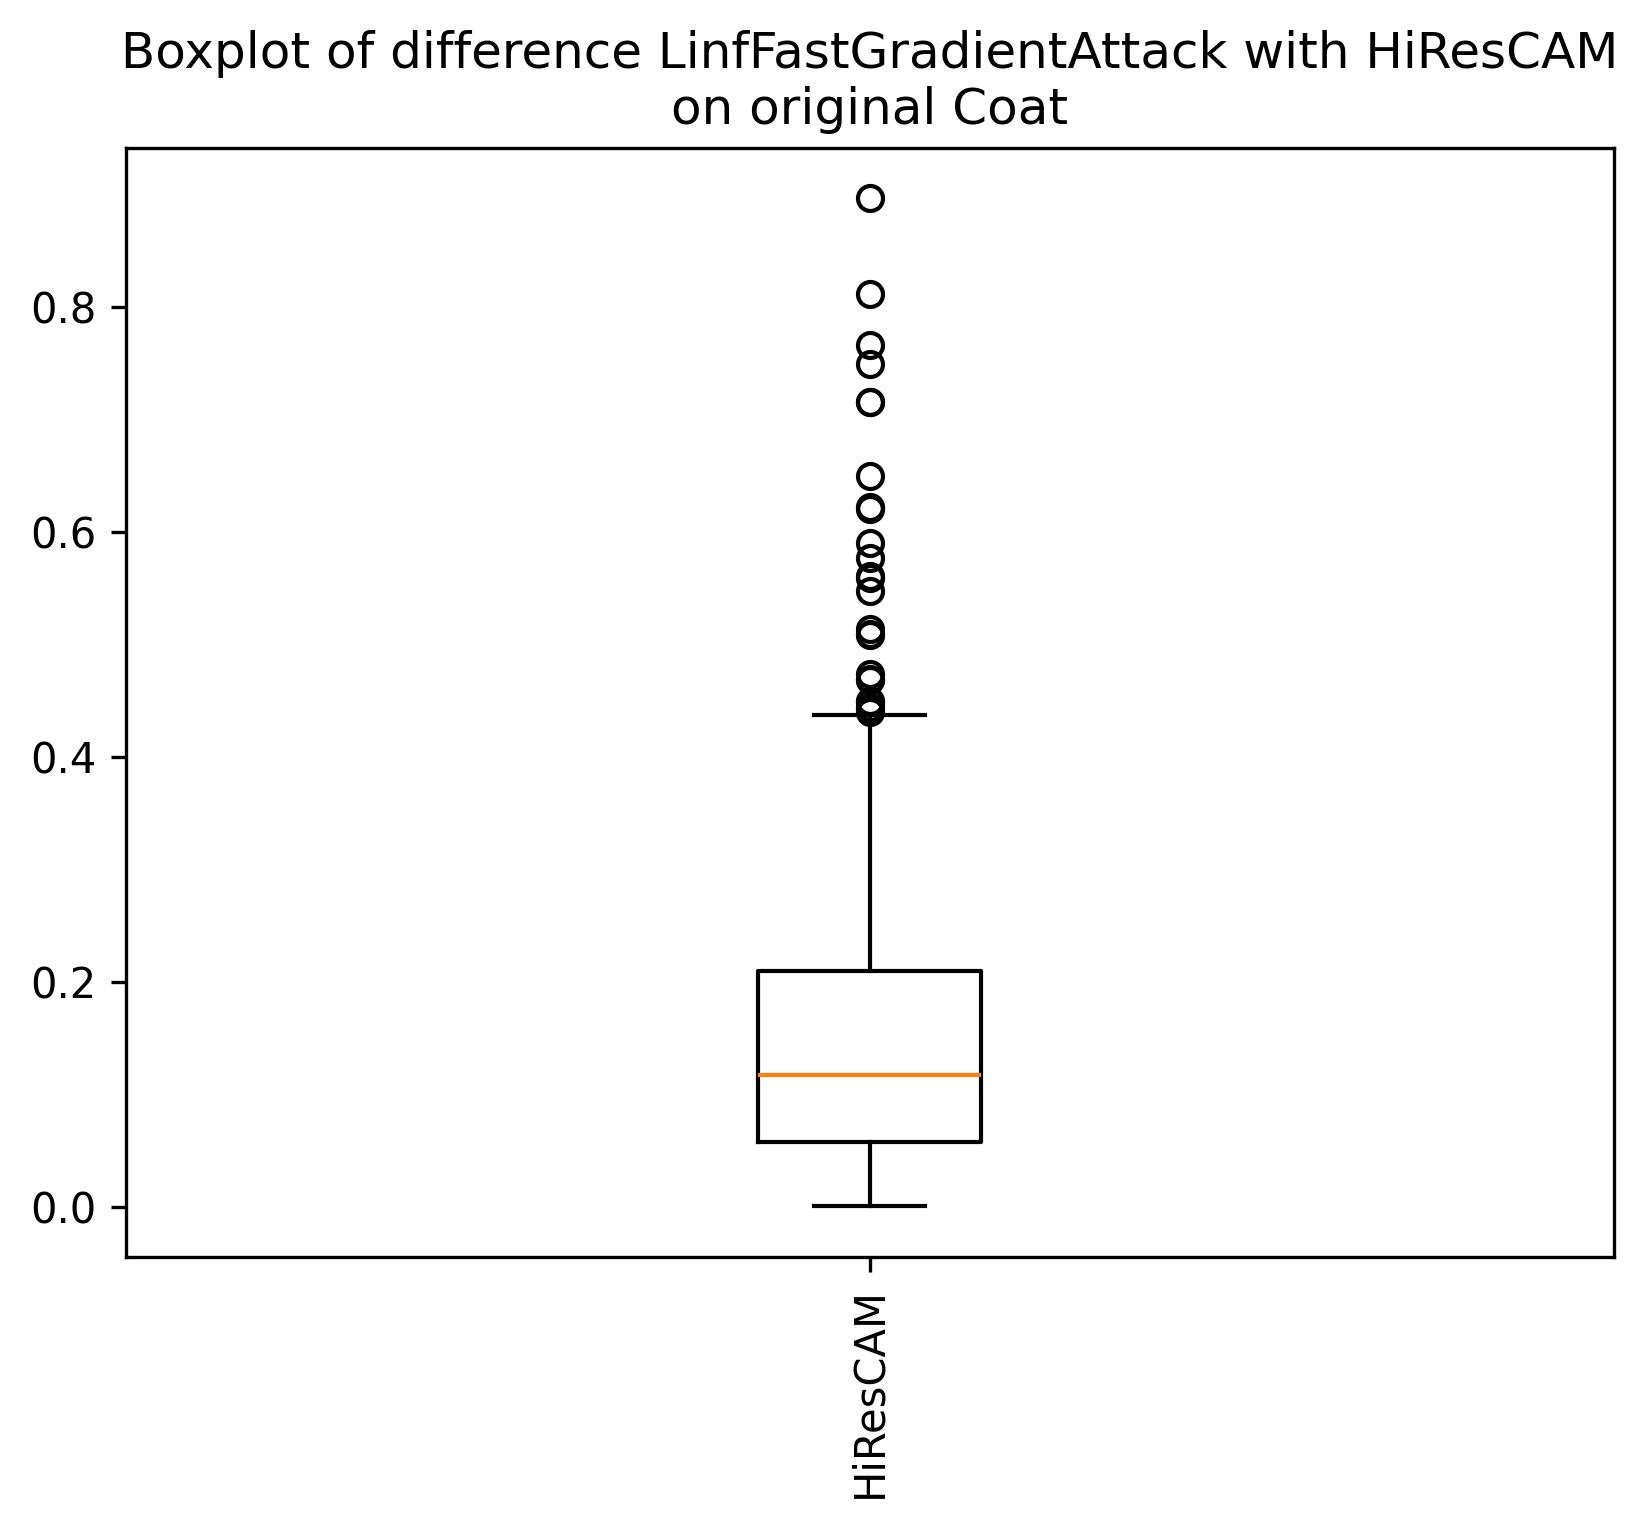 Boxplot of difference LinfFastGradientAttack with HiResCAM
on original Coat
0.8
0.6
0.4
0.2
0.0
HiResCAM